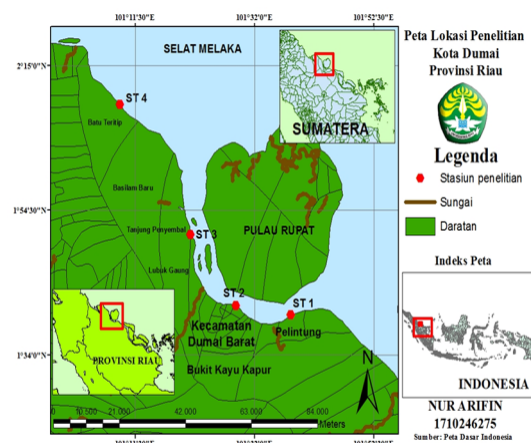 101°11'30"E
101°32'0"E
101°52'30"E
2°15'0"N
1°54'30"N
1°34'0"N
SELAT MELAKA
ST 4
Batu Teritip
SUMATERA
Basilam Baru
Tanjung Penyembal
ST 3
PULAU RUPAT
Lubuk Gaung
ST 2
ST 1
Kecamatan
Dumai Barat
Pelintung
PROVINSI RIAU
Bukit Kayu Kapur
N
0 10.500 21.000 42.000 63.000 84.000
Meters
Peta Lokasi Penelitian
Kota Dumai
Provinsi Riau
Legenda
Stasiun penelitian
Sungai
Daratan
Indeks Peta
INDONESIA
NUR ARIFIN
1710246275
Sumber: Peta Dasar Indonesia